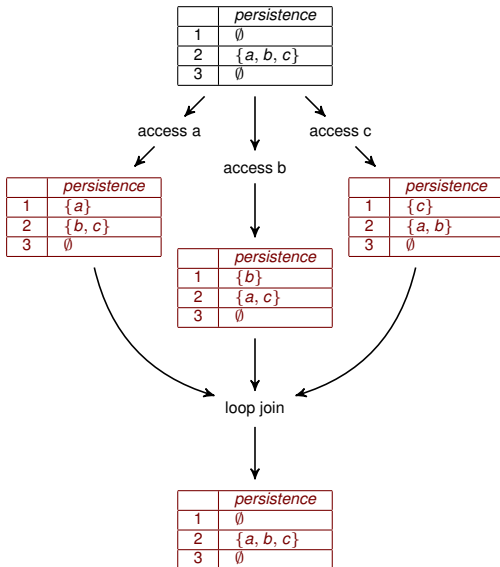 persistence
1 ∅
2 {a, b, c}
3 ∅
access a
access b
access c
persistence
1 {a}
2 {b, c}
3 ∅
persistence
1 {b}
2 {a, c}
3 ∅
persistence
1 {c}
2 {a, b}
3 ∅
loop join
persistence
1 ∅
2 {a, b, c}
3 ∅